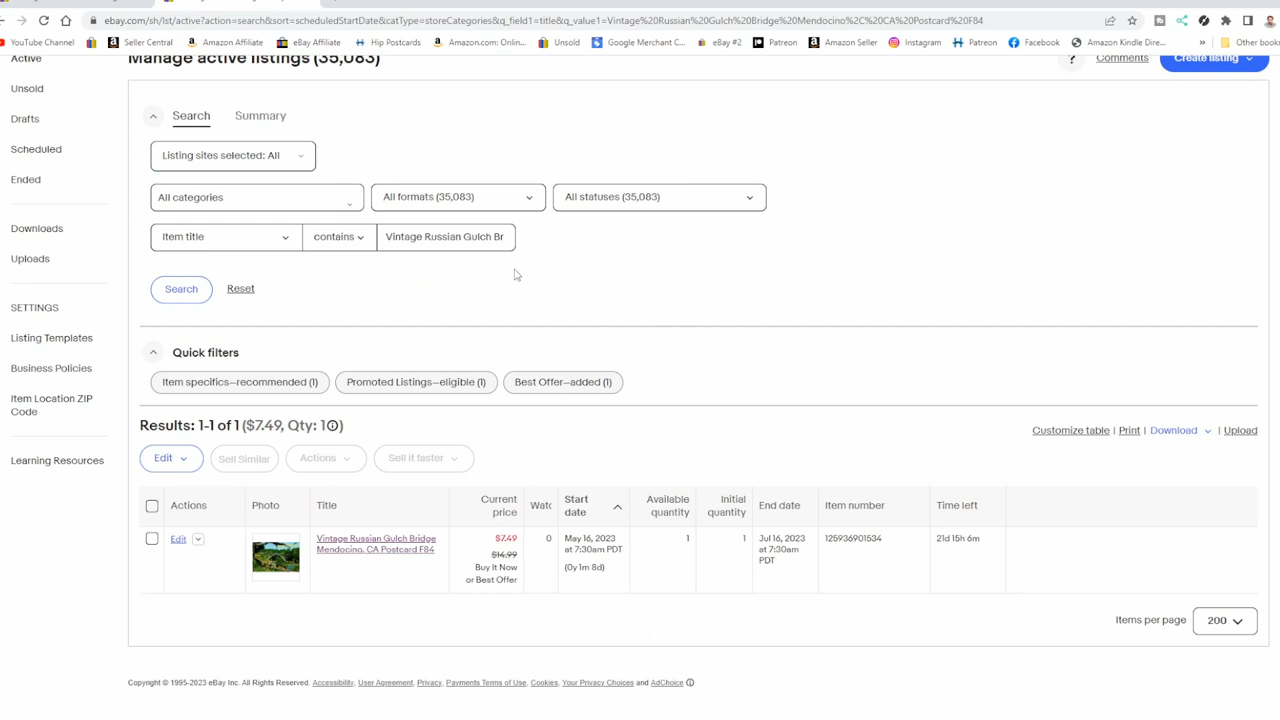 ebay.com/sh/lst/active?action=search&sort=scheduledStartDate&catType=storeCategories&q_field1=title&q_value1=Vintage%20Russian%20Gulch%20Bridge%20Mendocino%2C%20CA%20Postcard%20F84
YouTube Channel
Seller Central
Amazon Affiliate
eBay Affiliate
Hip Postcards
Amazon.com: Onlin...
Unsold
Google Merchant C...
eBay #2
Patreon
Amazon Seller
Instagram
Patreon
Facebook
Amazon Kindle Dire...
»
Other book
Active
Manage active listings (35,083)
?
Comments
Create listing
Unsold
Drafts
Scheduled
Ended
Downloads
Uploads
SETTINGS
Listing Templates
Business Policies
Item Location ZIP
Code
Learning Resources
Search
Summary
Listing sites selected: All
All categories
All formats (35,083)
All statuses (35,083)
Item title
contains
Vintage Russian Gulch Br
Search
Reset
Quick filters
Item specifics—recommended (1)
Promoted Listings—eligible (1)
Best Offer—added (1)
Results: 1-1 of 1 ($7.49, Qty: 1)
Customize table | Print | Download | Upload
Edit
Sell Similar
Actions
Sell it faster
Actions
Photo
Title
Current
price
Watc
Start
date
Available
quantity
Initial
quantity
End date
Item number
Time left
Edit
Vintage Russian Gulch Bridge
Mendocino, CA Postcard F84
$7.49
$14.99
Buy It Now
or Best Offer
0
May 16, 2023
at 7:30am PDT
(0y 1m 8d)
1
1
Jul 16, 2023
at 7:30am
PDT
125936901534
21d 15h 6m
Items per page
200
Copyright © 1995-2023 eBay Inc. All Rights Reserved. Accessibility, User Agreement, Privacy, Payments Terms of Use, Cookies, Your Privacy Choices and AdChoice